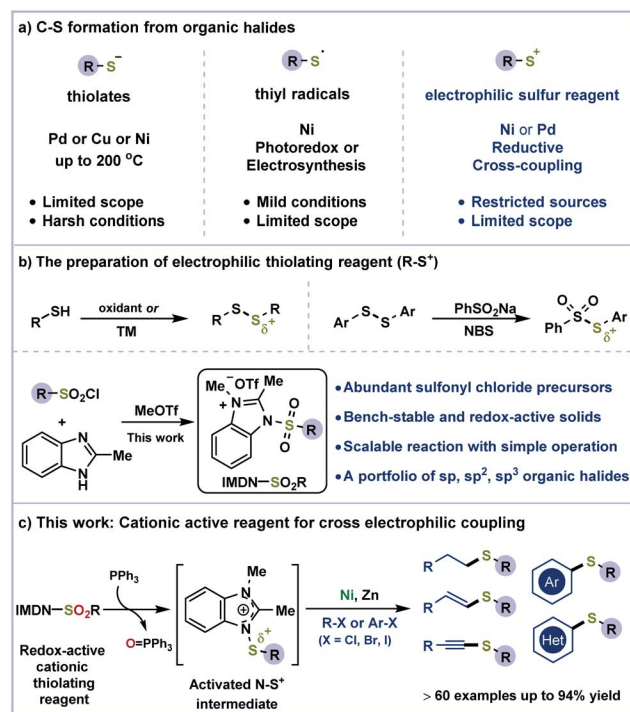 a) C-S formation from organic halides
R-S⁻
thiolates
Pd or Cu or Ni
up to 200 °C
• Limited scope
• Harsh conditions
R-S·
thiyl radicals
Ni
Photoredox or
Electrosynthesis
• Mild conditions
• Limited scope
R-S⁺
electrophilic sulfur reagent
Ni or Pd
Reductive
Cross-coupling
• Restricted sources
• Limited scope
b) The preparation of electrophilic thiolating reagent (R-S⁺)
R SH
oxidant or
TM
R S S R
δ⁺
Ar S S Ar
PhSO₂Na
NBS
O O
Ph S S Ar
δ⁺
R-SO₂Cl
+
N
Me
N
H
MeOTf
This work
Me ⁻OTf Me
N
+
N
O
S
O
R
IMDN-SO₂R
• Abundant sulfonyl chloride precursors
• Bench-stable and redox-active solids
• Scalable reaction with simple operation
• A portfolio of sp, sp², sp³ organic halides
c) This work: Cationic active reagent for cross electrophilic coupling
IMDN-SO₂R
Redox-active
cationic
thiolating
reagent
PPh₃
O=PPh₃
Me
N
+
Me
N
δ⁺
S
R
Activated N-S⁺
intermediate
Ni, Zn
R-X or Ar-X
(X = Cl, Br, I)
R S R
R S R
R S R
Ar S R
Het S R
> 60 examples up to 94% yield